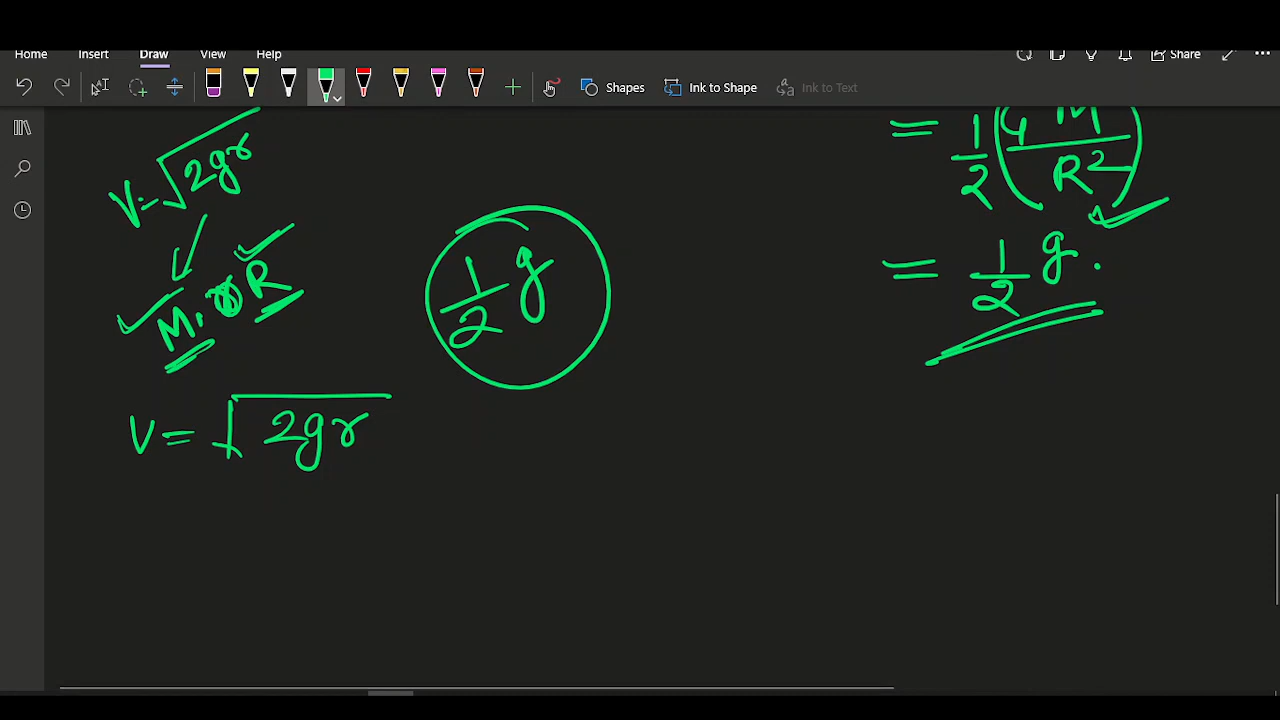 Home Insert Draw View Help Share
Shapes Ink to Shape Ink to Text
V=√2gr
M, & R
V = √2gr
1/2 g
= 1/2 (GM/R²)
= 1/2 g.